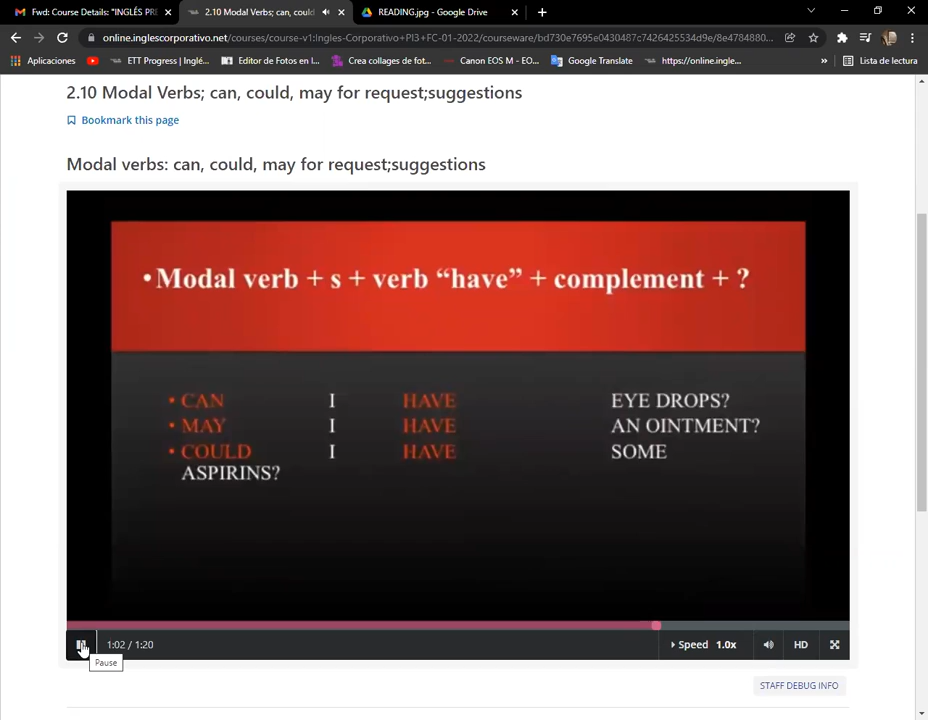 Fwd: Course Details: "INGLÉS PRE
2.10 Modal Verbs; can, could
READING.jpg - Google Drive
online.inglescorporativo.net/courses/course-v1:Ingles-Corporativo+PI3+FC-01-2022/courseware/bd730e7695e0430487c7426425534d9e/8e4784880...
Aplicaciones
ETT Progress | Inglé...
Editor de Fotos en l...
Crea collages de fot...
Canon EOS M - EO...
Google Translate
https://online.ingle...
»
Lista de lectura
2.10 Modal Verbs; can, could, may for request;suggestions
Bookmark this page
Modal verbs: can, could, may for request;suggestions
•Modal verb + s + verb “have” + complement + ?
• CAN I HAVE EYE DROPS?
• MAY I HAVE AN OINTMENT?
• COULD I HAVE SOME
ASPIRINS?
1:02 / 1:20
Speed 1.0x
HD
Pause
STAFF DEBUG INFO